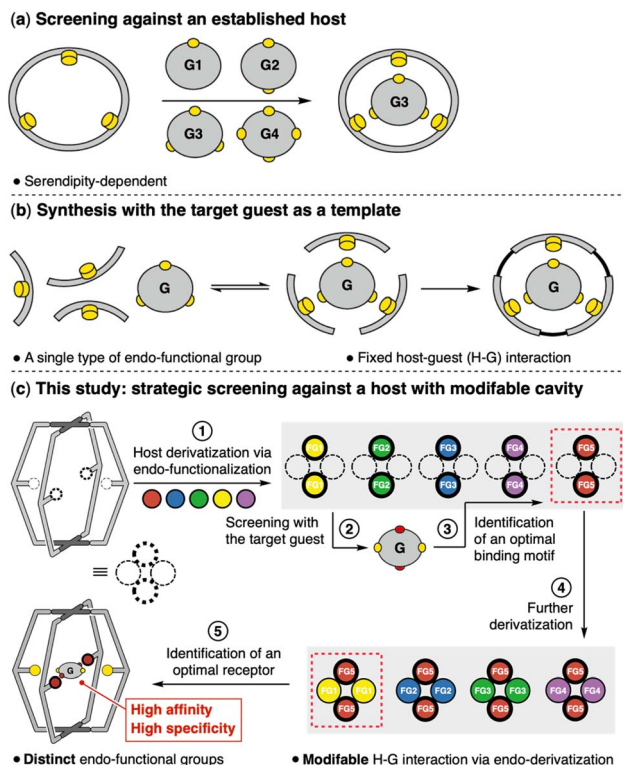 (a) Screening against an established host
G1
G2
G3
G4
G3
● Serendipity-dependent
(b) Synthesis with the target guest as a template
G
G
G
● A single type of endo-functional group
● Fixed host-guest (H-G) interaction
(c) This study: strategic screening against a host with modifable cavity
①
Host derivatization via
endo-functionalization
FG1
FG2
FG3
FG4
FG5
FG1
FG2
FG3
FG4
FG5
Screening with
the target guest
②
G
③
Identification
of an optimal
binding motif
≡
④
Further
derivatization
⑤
Identification of an
optimal receptor
G
High affinity
High specificity
FG5
FG5
FG5
FG5
FG1
FG1
FG2
FG2
FG3
FG3
FG4
FG4
FG5
FG5
FG5
FG5
● Distinct endo-functional groups
● Modifable H-G interaction via endo-derivatization